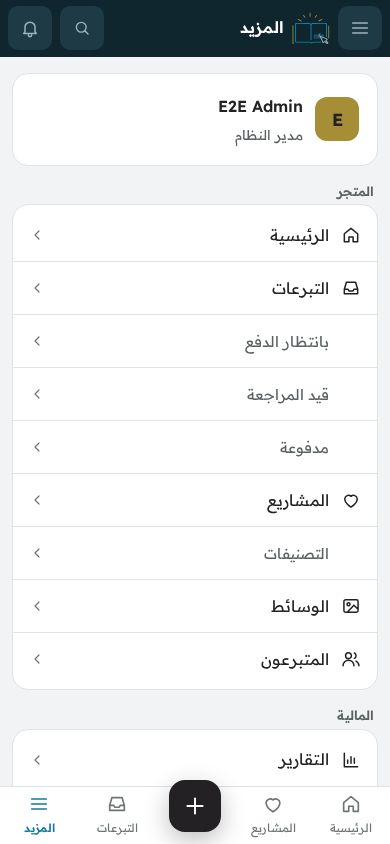 المزيد
E
E2E Admin
مدير النظام
المتجر
الرئيسية
التبرعات
بانتظار الدفع
قيد المراجعة
مدفوعة
المشاريع
التصنيفات
الوسائط
المتبرعون
المالية
التقارير
الرئيسية
المشاريع
التبرعات
المزيد